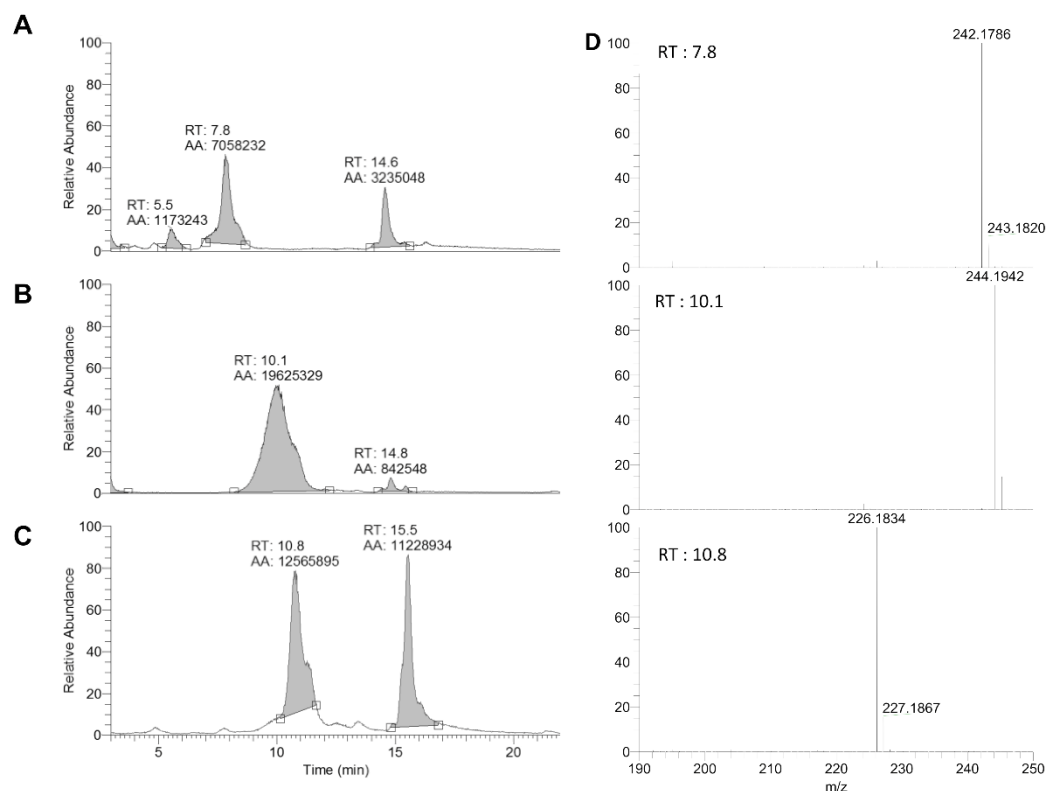 A
Relative Abundance
100
80
60
40
20
0
RT: 5.5
AA: 1173243
RT: 7.8
AA: 7058232
RT: 14.6
AA: 3235048
B
Relative Abundance
100
80
60
40
20
0
RT: 10.1
AA: 19625329
RT: 14.8
AA: 842548
C
Relative Abundance
100
80
60
40
20
0
RT: 10.8
AA: 12565895
RT: 15.5
AA: 11228934
5 10 15 20
Time (min)
D
RT : 7.8
100
80
60
40
20
0
242.1786
243.1820
RT : 10.1
100
80
60
40
20
0
244.1942
RT : 10.8
100
80
60
40
20
0
226.1834
227.1867
190 200 210 220 230 240 250
m/z